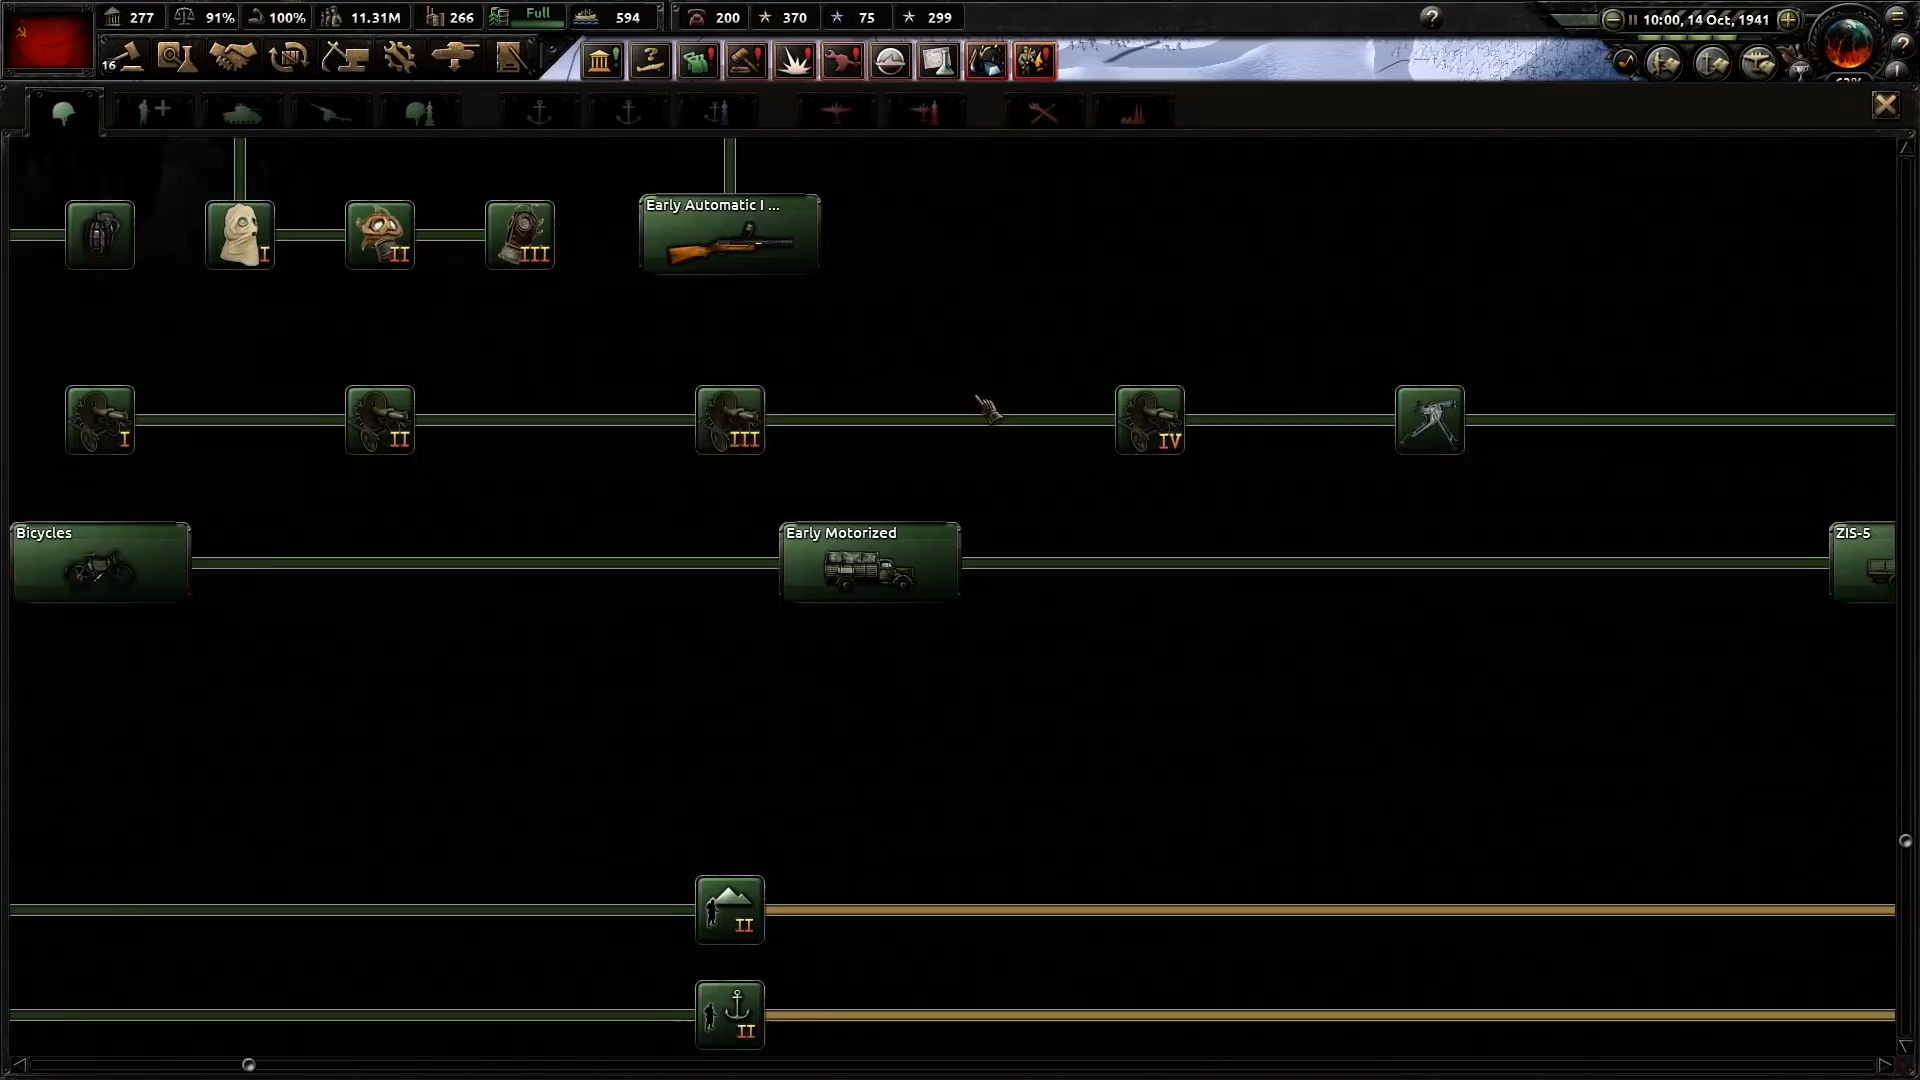 277 91% 100% 11.31M 266 Full 594 200 370 75 299 ? 10:00, 14 Oct, 1941
16
Early Automatic I ...
I II III
I II III IV
Bicycles Early Motorized ZIS-5
II
II